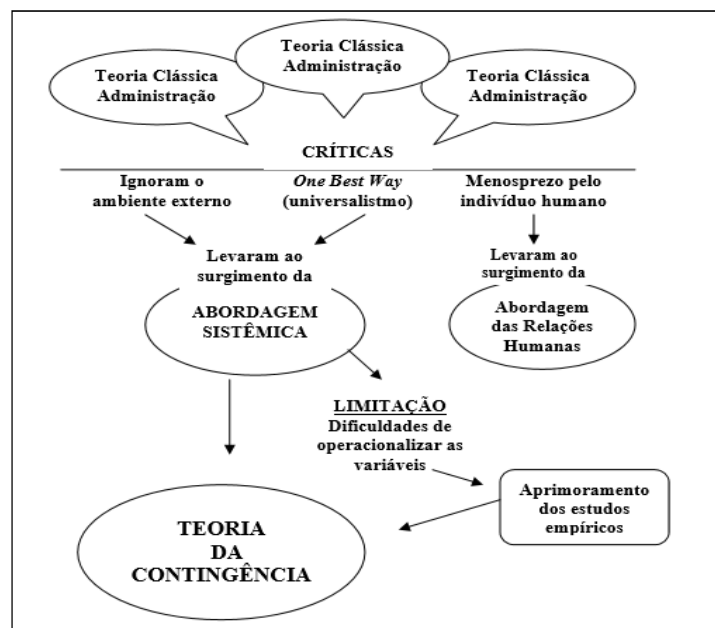 Teoria Clássica
Administração
Teoria Clássica
Administração
Teoria Clássica
Administração
CRÍTICAS
Ignoram o
ambiente externo
One Best Way
(universalistmo)
Menosprezo pelo
indivíduo humano
Levaram ao
surgimento da
ABORDAGEM
SISTÊMICA
Levaram ao
surgimento da
Abordagem
das Relações
Humanas
LIMITAÇÃO
Dificuldades de
operacionalizar as
variáveis
Aprimoramento
dos estudos
empíricos
TEORIA
DA
CONTINGÊNCIA